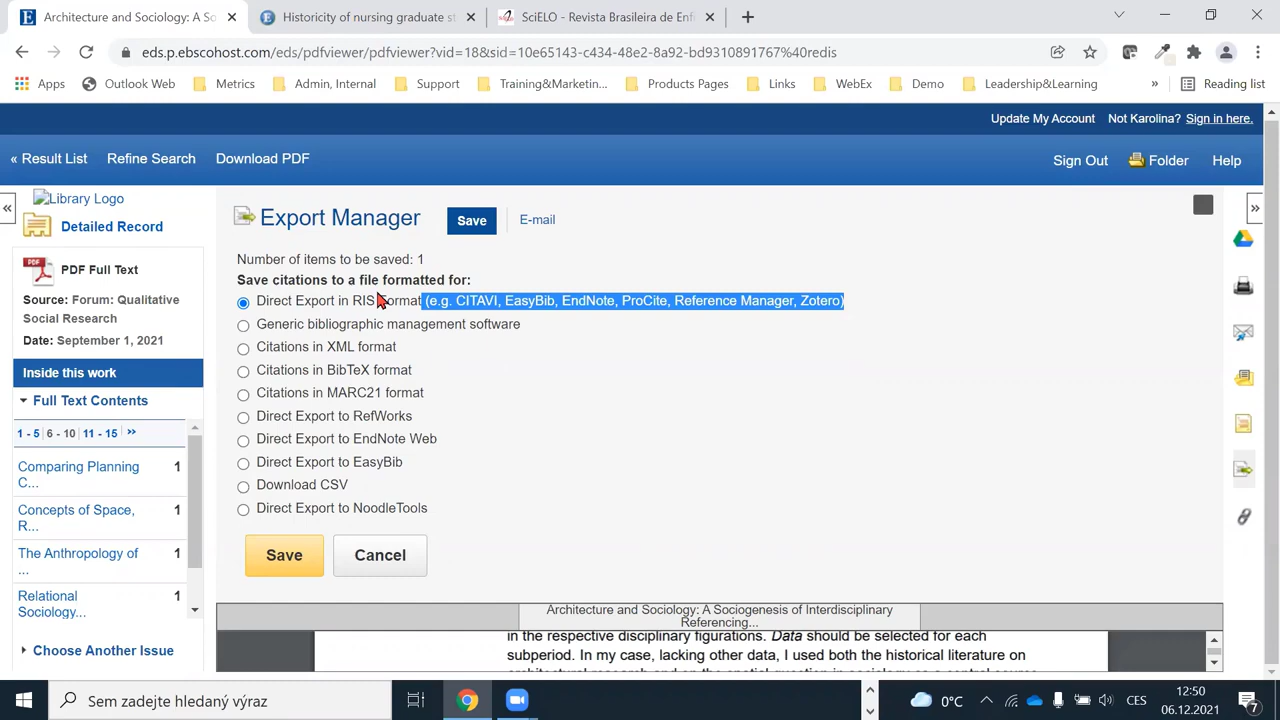 Architecture and Sociology: A So
Historicity of nursing graduate st
SciELO - Revista Brasileira de Enfi
eds.p.ebscohost.com/eds/pdfviewer/pdfviewer?vid=18&sid=10e65143-c434-48e2-8a92-bd9310891767%40redis
Apps
Outlook Web
Metrics
Admin, Internal
Support
Training&Marketin...
Products Pages
Links
WebEx
Demo
Leadership&Learning
»
Reading list
Update My Account
Not Karolina? Sign in here.
« Result List
Refine Search
Download PDF
Sign Out
Folder
Help
Library Logo
Detailed Record
PDF Full Text
Source: Forum: Qualitative
Social Research
Date: September 1, 2021
Inside this work
Full Text Contents
1 - 5 6 - 10 11 - 15 »
Comparing Planning
C...
1
Concepts of Space,
R...
1
The Anthropology of
...
1
Relational
Sociology...
1
Choose Another Issue
Export Manager
Save
E-mail
Number of items to be saved: 1
Save citations to a file formatted for:
Direct Export in RIS Format (e.g. CITAVI, EasyBib, EndNote, ProCite, Reference Manager, Zotero)
Generic bibliographic management software
Citations in XML format
Citations in BibTeX format
Citations in MARC21 format
Direct Export to RefWorks
Direct Export to EndNote Web
Direct Export to EasyBib
Download CSV
Direct Export to NoodleTools
Save
Cancel
Architecture and Sociology: A Sociogenesis of Interdisciplinary
Referencing...
in the respective disciplinary figurations. Data should be selected for each
subperiod. In my case, lacking other data, I used both the historical literature on
Sem zadejte hledaný výraz
0°C
CES
12:50
06.12.2021
7